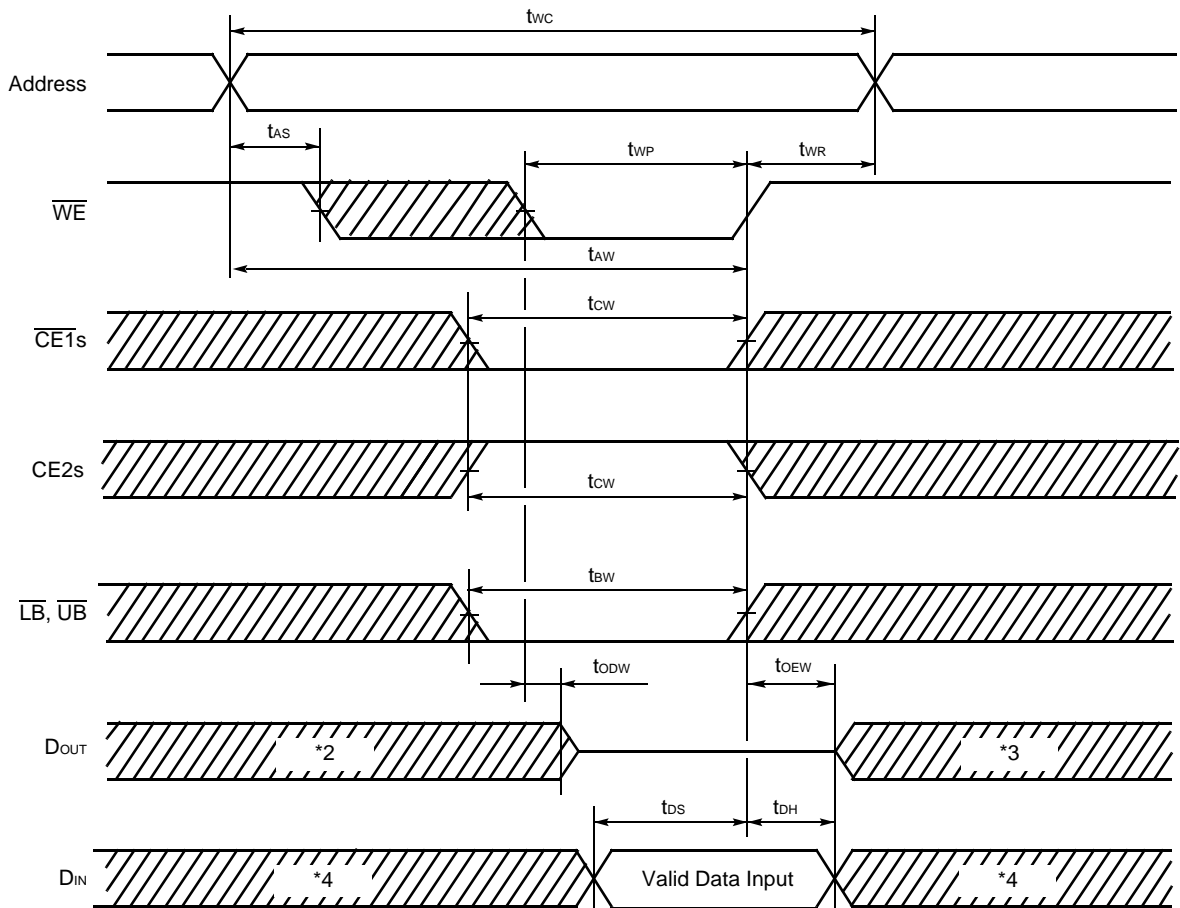 tWC
Address
tAS
tWP
tWR
WE
tAW
tCW
CE1s
CE2s
tCW
tBW
LB, UB
tODW
tOEW
DOUT
*2
*3
tDS
tDH
DIN
*4
Valid Data Input
*4